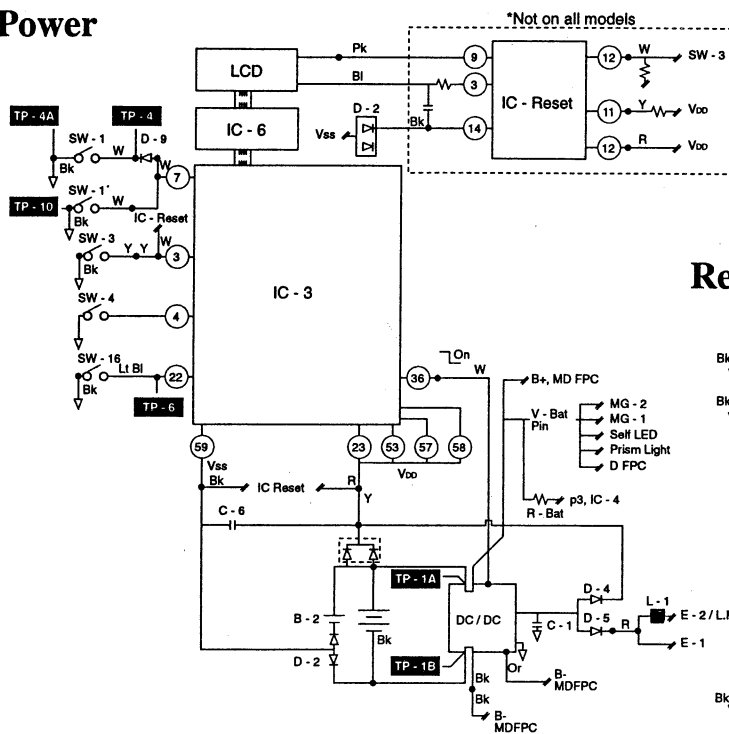 Power
*Not on all models
LCD
Pk
9
12
W
SW - 3
Bl
3
IC - Reset
IC - 6
D - 2
Vss
Bk
14
11
Y
VDD
12
R
VDD
TP - 4A
TP - 4
SW - 1
D - 9
W
W
7
Bk
SW - 1'
W
TP - 10
Bk
IC - Reset
SW - 3
Y Y
W
3
Bk
IC - 3
SW - 4
4
SW - 16
Lt Bl
22
Bk
TP - 6
36
On
W
B+, MD FPC
V - Bat
Pin
MG - 2
MG - 1
Self LED
Prism Light
D FPC
R - Bat
p3, IC - 4
Re
Bk
Bk
59
23
53
57
58
Vss
VDD
Bk
IC Reset
R
Y
C - 6
TP - 1A
B - 2
Bk
D - 2
DC / DC
TP - 1B
C - 1
D - 4
D - 5
R
L - 1
E - 2 / L.M
E - 1
Or
B-
MDFPC
Bk
Bk
B-
MDFPC
Bk